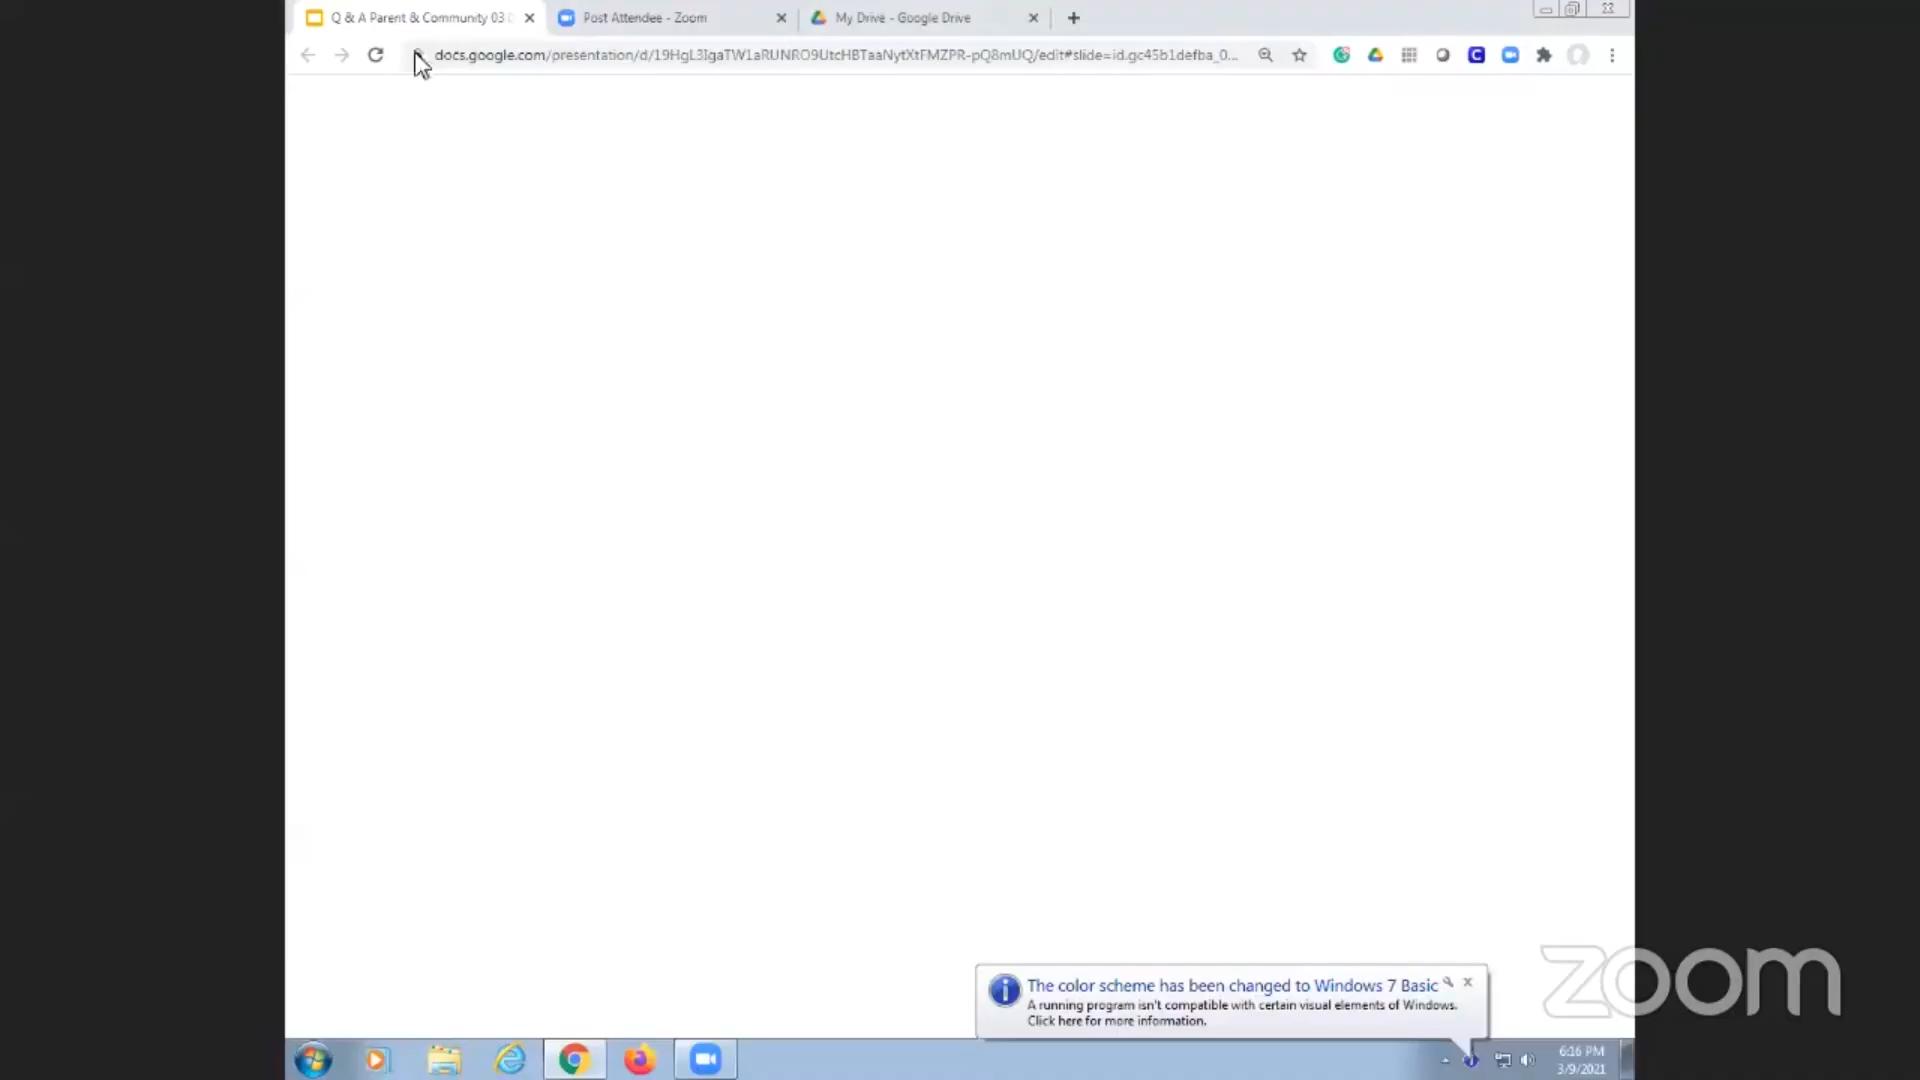 Q & A Parent & Community 03
Post Attendee - Zoom
My Drive - Google Drive
docs.google.com/presentation/d/19HgL3IgaTW1aRUNRO9UtcHBTaaNytXtFMZPR-pQ8mUQ/edit#slide=id.gc45b1defba_0...
The color scheme has been changed to Windows 7 Basic
A running program isn't compatible with certain visual elements of Windows.
Click here for more information.
zoom
6:16 PM
3/9/2021